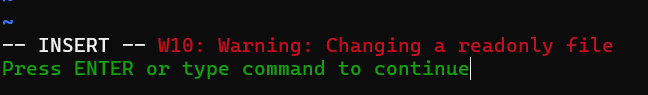 ~
~
-- INSERT -- W10: Warning: Changing a readonly file
Press ENTER or type command to continue